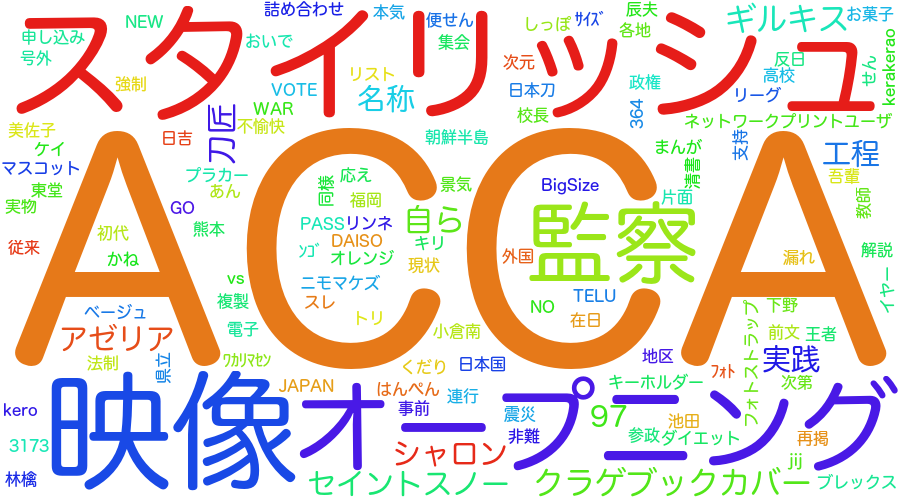 詰め合わせ
NEW
本気
便せん
しっぽ
ｻｲｽﾞ
辰夫
ギルキス
お菓子
スタイリッシュ
申し込み
おいで
集会
各地
号外
次元
反日
せん
kerakerao
強制
VOTE
リスト
名称
日本刀
政権
高校
リーグ
WAR
364
美佐子
日吉
刀匠
不愉快
朝鮮半島
校長
ネットワークプリントユーザ
ケイ
支持
まんが
工程
マスコット
プラカー
同様
応え
景気
BigSize
清書
吾輩
東堂
あん
福岡
片面
教師
実物
GO
熊本
PASS
リンネ
自ら
監察
ACCA
初代
DAISO
キリ
従来
かね
ﾝｺﾞ
オレンジ
現状
外国
漏れ
解説
vs
ニモマケズ
TELU
イヤー
複製
スレ
NO
ベージュ
トリ
在日
下野
アゼリア
電子
小倉南
フォトストラップ
前文
王者
法制
県立
ﾜｶﾘﾏｾﾝ
くだり
日本国
地区
実践
映像
JAPAN
はんぺん
連行
ﾌｫﾄ
キーホルダー
次第
オープニング
kero
事前
震災
97
池田
3173
シャロン
非難
参政
ダイエット
再掲
jij
林檎
セイントスノー
クラゲブックカバー
ブレックス